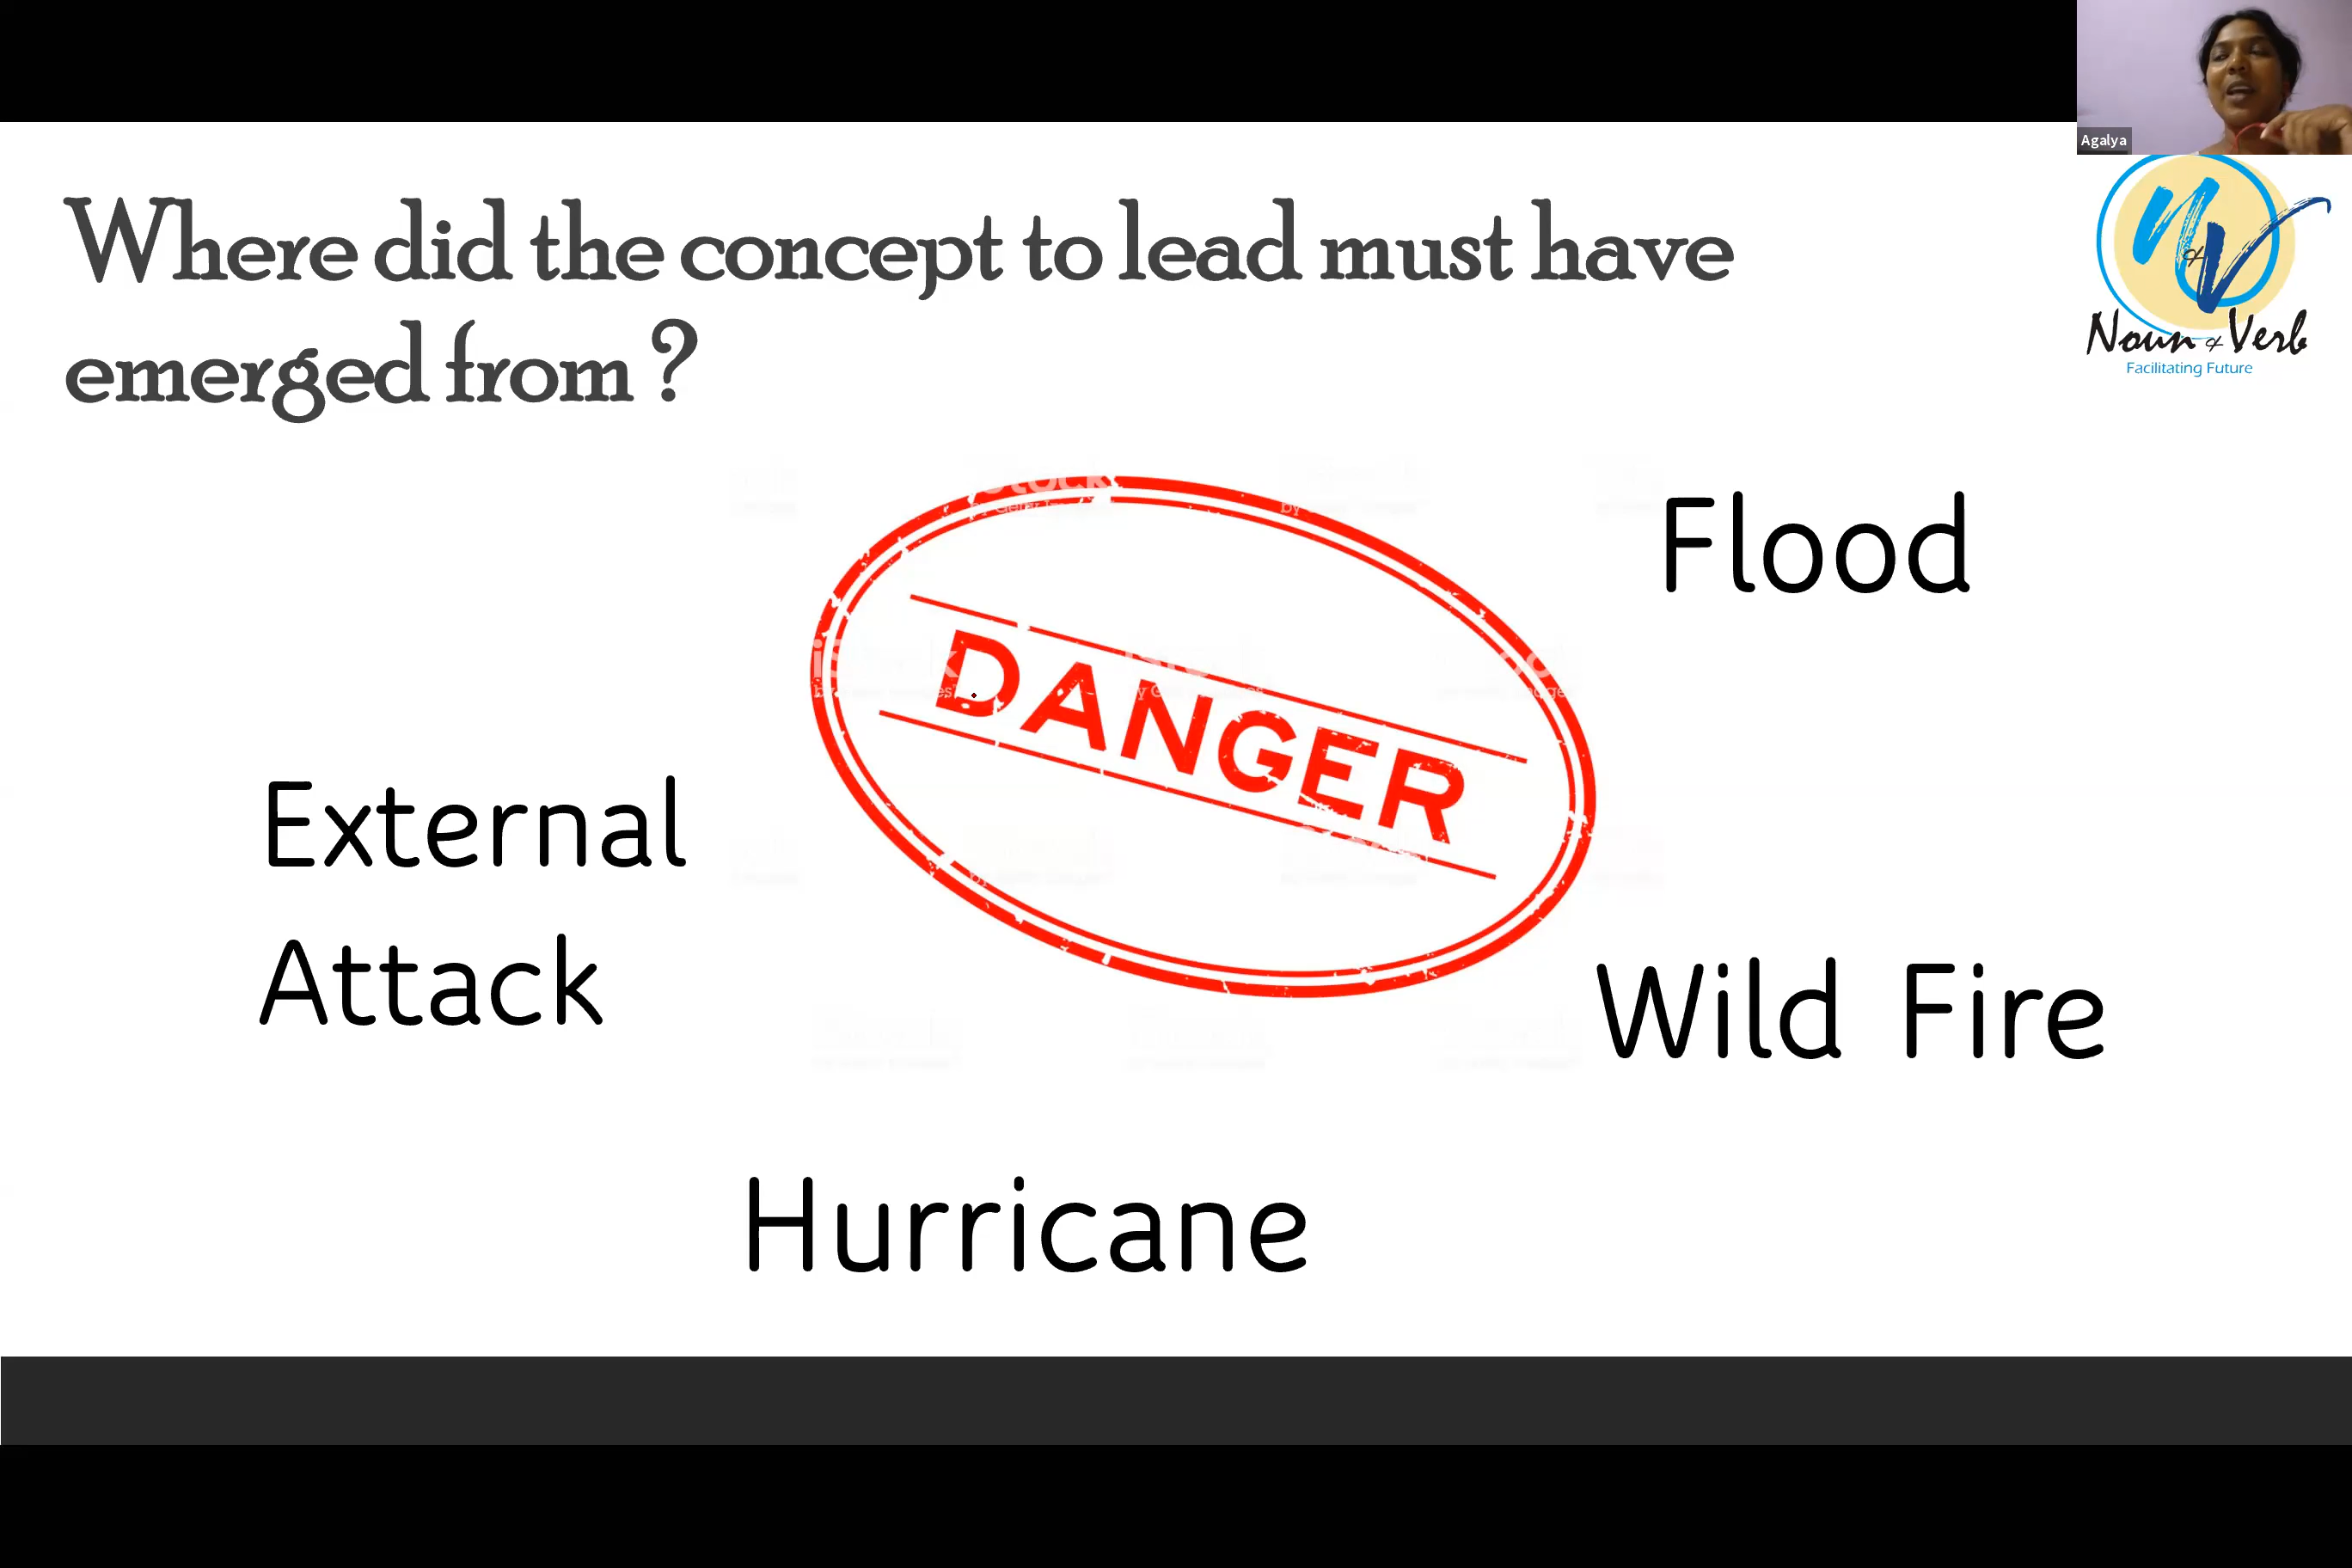 Agalya
Where did the concept to lead must have
emerged from ?
N & V
Noun & Verb
Facilitating Future
Flood
DANGER
External
Attack
Wild Fire
Hurricane